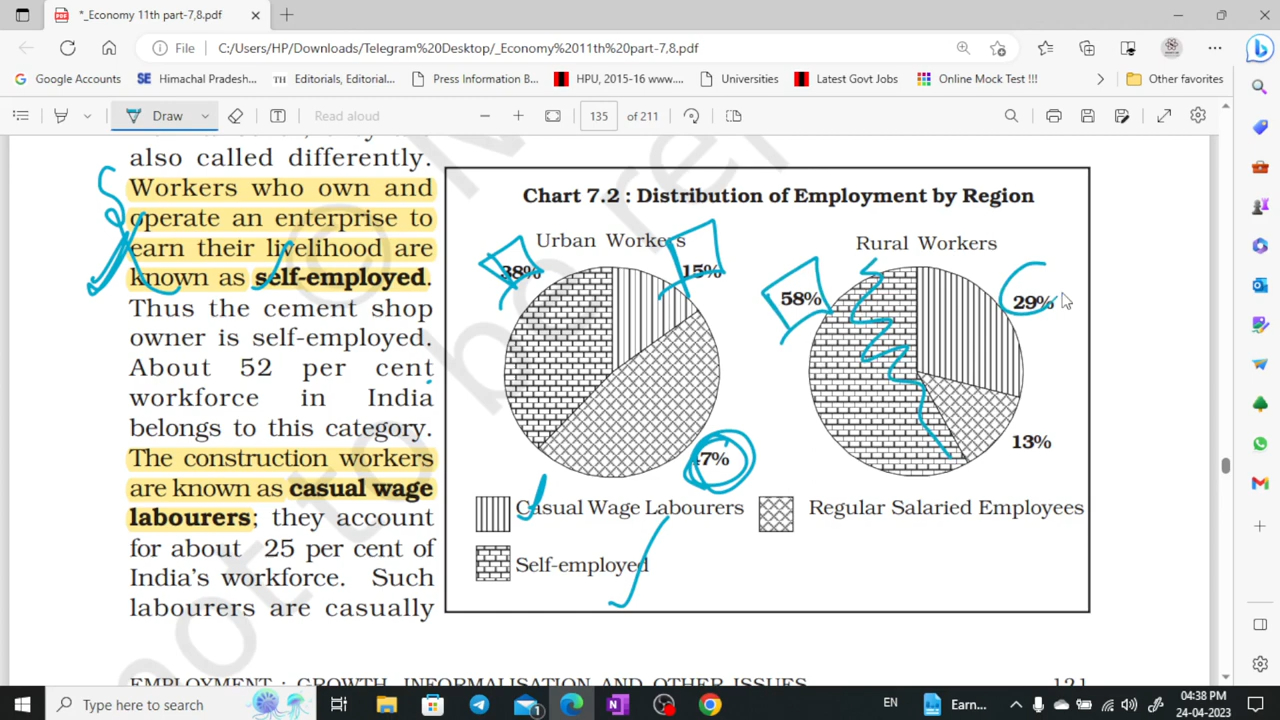 *_Economy 11th part-7,8.pdf
File
C:/Users/HP/Downloads/Telegram%20Desktop/_Economy%2011th%20part-7,8.pdf
Google Accounts
SE Himachal Pradesh...
TH Editorials, Editorial...
Press Information B...
HPU, 2015-16 www....
Universities
Latest Govt Jobs
Online Mock Test !!!
Other favorites
Draw
Read aloud
135 of 211
also called differently.
Workers who own and
operate an enterprise to
earn their livelihood are
known as self-employed.
Thus the cement shop
owner is self-employed.
About 52 per cent
workforce in India
belongs to this category.
The construction workers
are known as casual wage
labourers; they account
for about 25 per cent of
India's workforce. Such
labourers are casually
Chart 7.2 : Distribution of Employment by Region
Urban Workers
Rural Workers
38%
15%
47%
58%
29%
13%
Casual Wage Labourers
Regular Salaried Employees
Self-employed
EMPLOYMENT : GROWTH, INFORMALISATION AND OTHER ISSUES
121
Type here to search
1
EN
Earn...
04:38 PM
24-04-2023